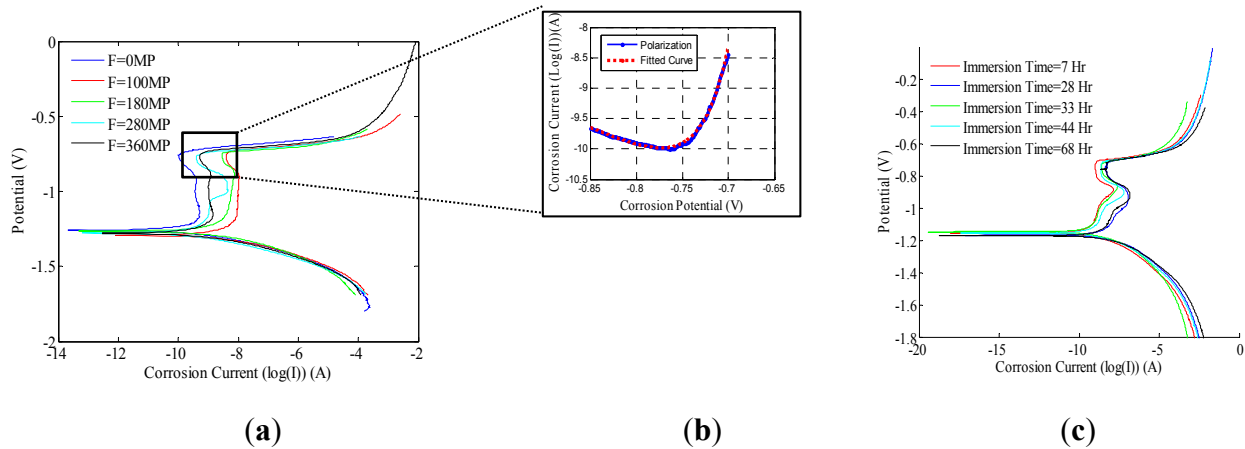 0
-0.5
-1
-1.5
-2
-14
-12
-10
-8
-6
-4
-2
Potential (V)
Corrosion Current (log(I)) (A)
F=0MP
F=100MP
F=180MP
F=280MP
F=360MP
(a)
-8
-8.5
-9
-9.5
-10
-10.5
-0.85
-0.8
-0.75
-0.7
-0.65
Corrosion Current (Log(I))(A)
Corrosion Potential (V)
Polarization
Fitted Curve
(b)
-0.2
-0.4
-0.6
-0.8
-1
-1.2
-1.4
-1.6
-1.8
-20
-15
-10
-5
0
Potential (V)
Corrosion Current (log(I)) (A)
Immersion Time=7 Hr
Immersion Time=28 Hr
Immersion Time=33 Hr
Immersion Time=44 Hr
Immersion Time=68 Hr
(c)